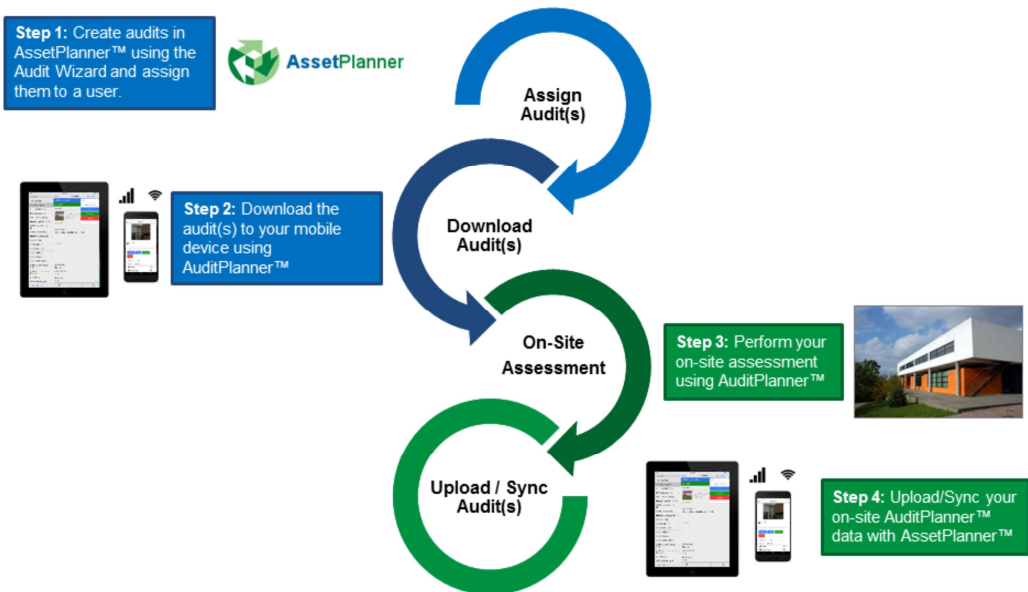 Step 1: Create audits in
AssetPlanner™ using the
Audit Wizard and assign
them to a user.
AssetPlanner
Assign
Audit(s)
Step 2: Download the
audit(s) to your mobile
device using
AuditPlanner™
Download
Audit(s)
On-Site
Assessment
Step 3: Perform your
on-site assessment
using AuditPlanner™
Upload / Sync
Audit(s)
Step 4: Upload/Sync your
on-site AuditPlanner™
data with AssetPlanner™